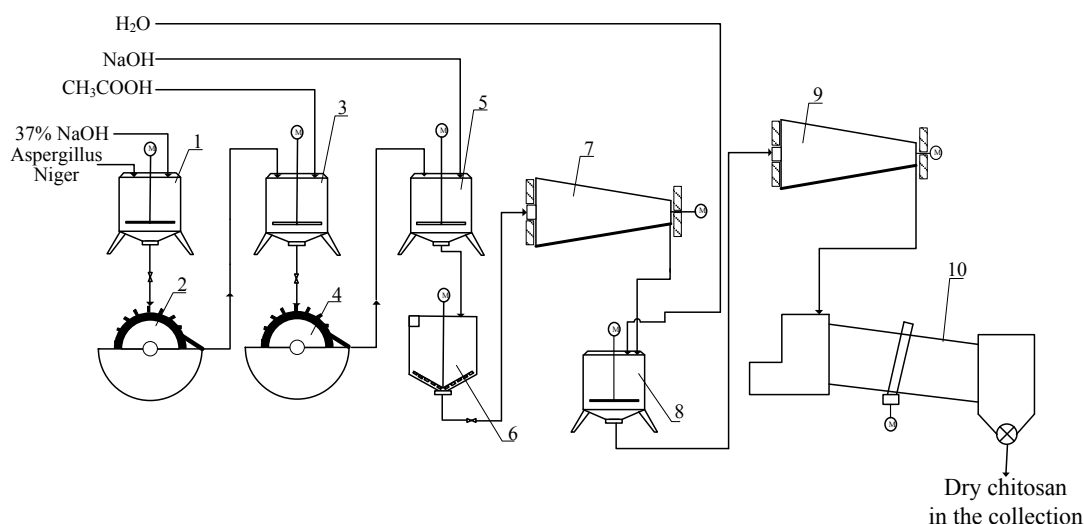 H₂O
NaOH
CH₃COOH
37% NaOH
Aspergillus
Niger
1
2
3
4
5
6
7
8
9
10
M
M
M
M
M
M
M
M
Dry chitosan
in the collection